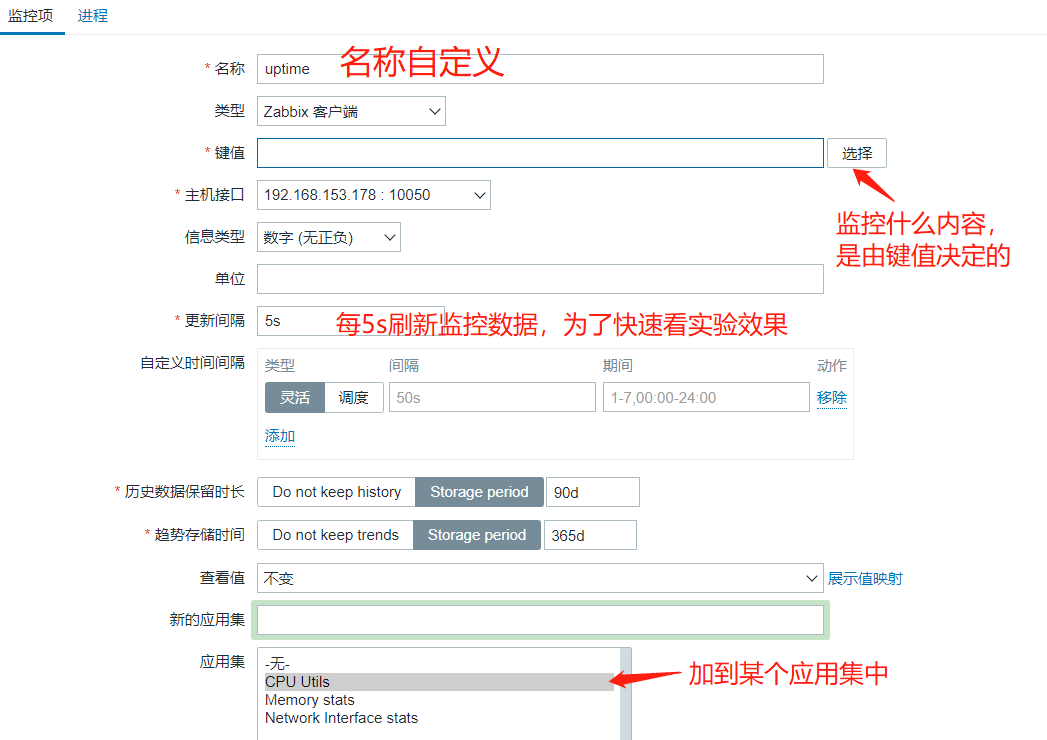 监控项 进程
* 名称 uptime 名称自定义
类型 Zabbix 客户端
* 键值 选择
* 主机接口 192.168.153.178 : 10050
监控什么内容，
是由键值决定的
信息类型 数字 (无正负)
单位
* 更新间隔 5s 每5s刷新监控数据，为了快速看实验效果
自定义时间间隔 类型 间隔 期间 动作
灵活 调度 50s 1-7,00:00-24:00 移除
添加
* 历史数据保留时长 Do not keep history Storage period 90d
* 趋势存储时间 Do not keep trends Storage period 365d
查看值 不变 展示值映射
新的应用集
应用集 -无-
CPU Utils 加到某个应用集中
Memory stats
Network Interface stats